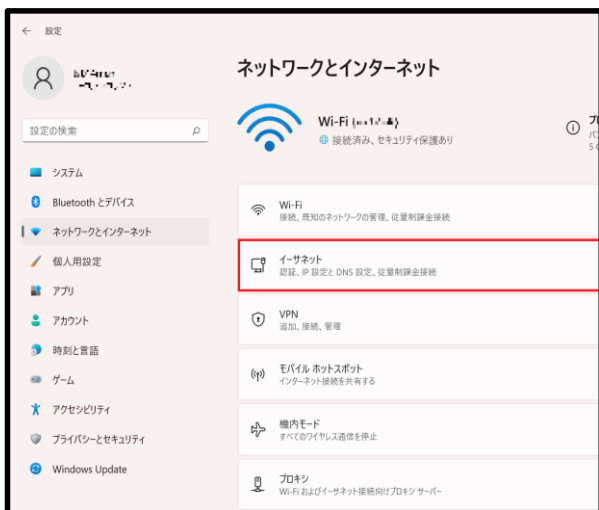 設定
ネットワークとインターネット
Wi-Fi
接続済み、セキュリティ保護あり
設定の検索
システム
Bluetooth とデバイス
ネットワークとインターネット
個人用設定
アプリ
アカウント
時刻と言語
ゲーム
アクセシビリティ
プライバシーとセキュリティ
Windows Update
Wi-Fi
接続、既知のネットワークの管理、従量制課金接続
イーサネット
認証、IP 設定と DNS 設定、従量制課金接続
VPN
追加、接続、管理
モバイル ホットスポット
インターネット接続を共有する
機内モード
すべてのワイヤレス通信を停止
プロキシ
Wi-Fi およびイーサネット接続向けプロキシ サーバー